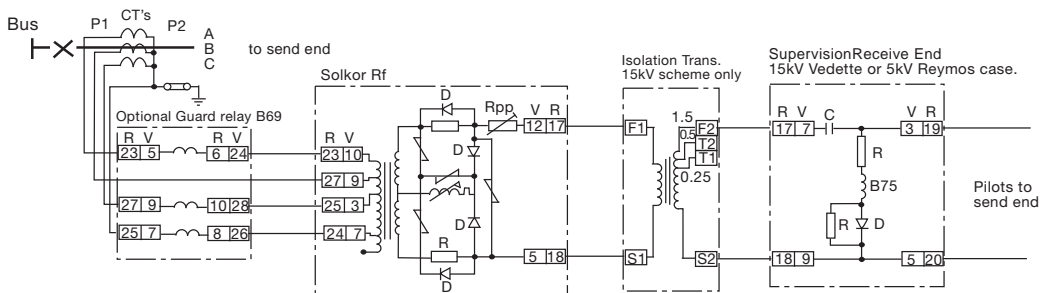 Bus
P1
CT's
P2
A
B
C
to send end
Optional Guard relay B69
R V
23 5
6 24
27 9
10 28
25 7
8 26
Solkor Rf
R V
23 10
27 9
25 3
24 7
D
Rpp
D
D
R
D
V R
12 17
5 18
Isolation Trans.
15kV scheme only
F1
S1
1.5
0.5
0.25
F2
T2
T1
S2
SupervisionReceive End
15kV Vedette or 5kV Reymos case.
R V
17 7
C
V R
3 19
R
B75
R
D
18 9
5 20
Pilots to
send end